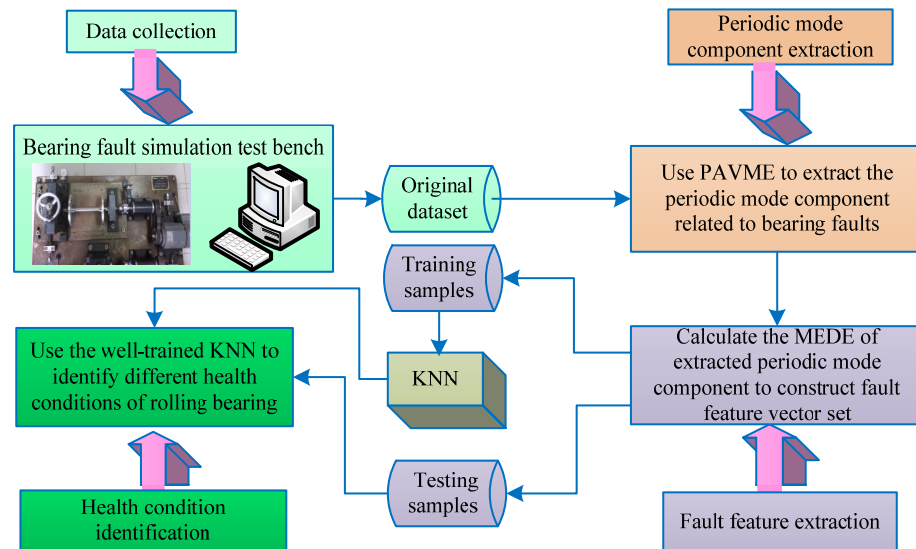 Data collection
Periodic mode
component extraction
Bearing fault simulation test bench
Original
dataset
Use PAVME to extract the
periodic mode component
related to bearing faults
Training
samples
Use the well-trained KNN to
identify different health
conditions of rolling bearing
KNN
Calculate the MEDE of
extracted periodic mode
component to construct fault
feature vector set
Testing
samples
Health condition
identification
Fault feature extraction